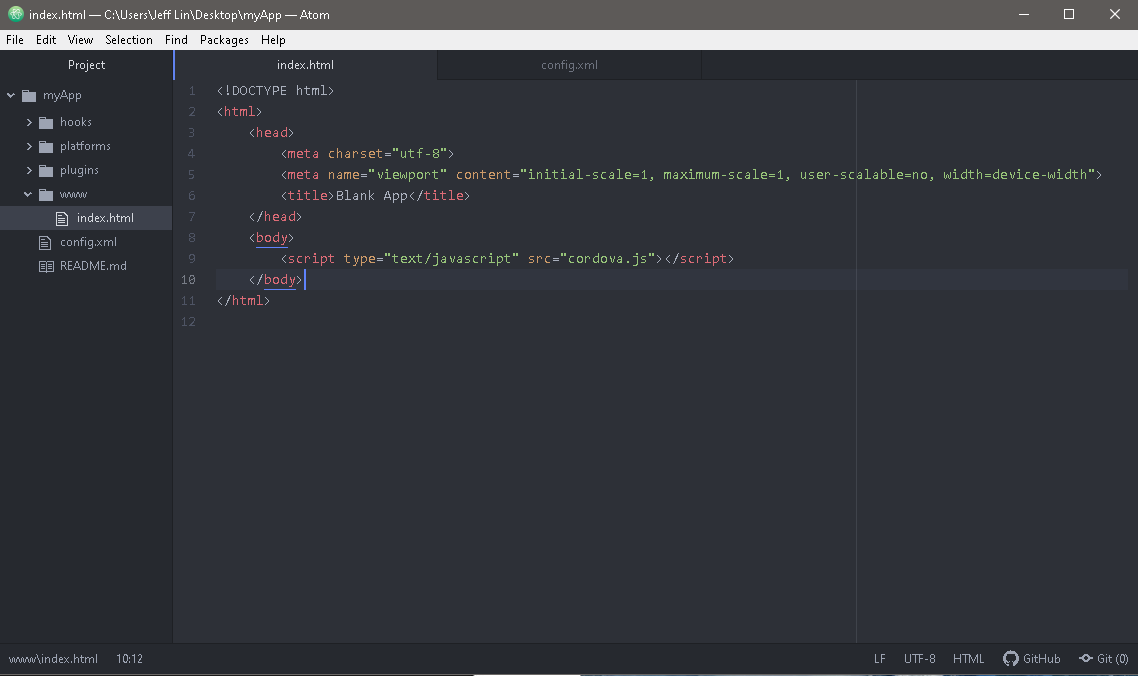 index.html — C:\Users\Jeff Lin\Desktop\myApp — Atom
File Edit View Selection Find Packages Help
Project
myApp
hooks
platforms
plugins
www
index.html
config.xml
README.md
index.html config.xml
1 <!DOCTYPE html>
2 <html>
3 <head>
4 <meta charset="utf-8">
5 <meta name="viewport" content="initial-scale=1, maximum-scale=1, user-scalable=no, width=device-width">
6 <title>Blank App</title>
7 </head>
8 <body>
9 <script type="text/javascript" src="cordova.js"></script>
10 </body>
11 </html>
12
www\index.html 10:12 LF UTF-8 HTML GitHub Git (0)